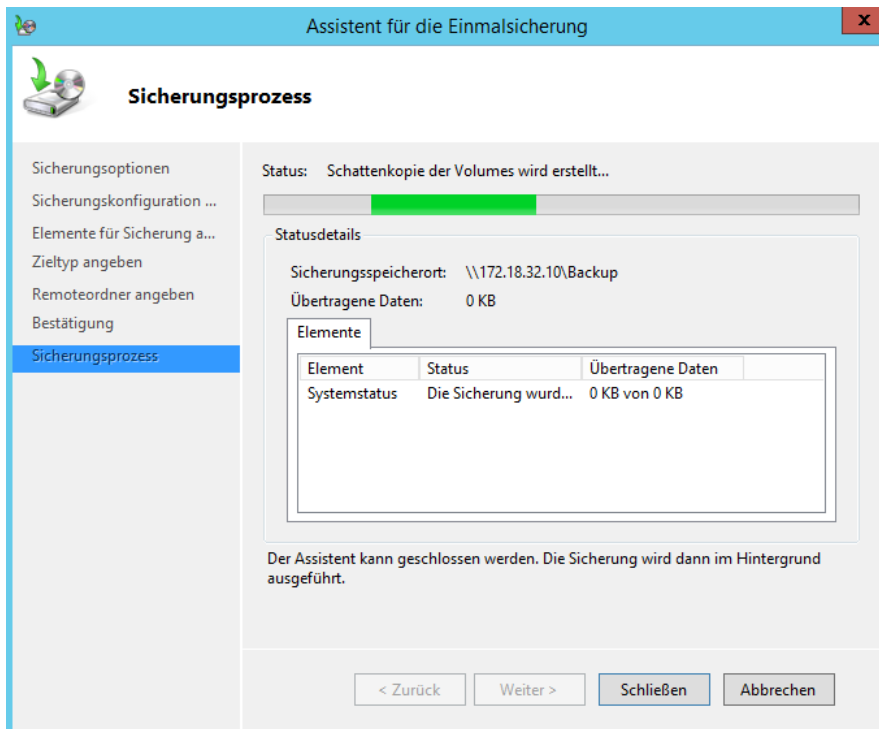 Assistent für die Einmalsicherung
x
Sicherungsprozess
Sicherungsoptionen
Sicherungskonfiguration ...
Elemente für Sicherung a...
Zieltyp angeben
Remoteordner angeben
Bestätigung
Sicherungsprozess
Status: Schattenkopie der Volumes wird erstellt...
Statusdetails
Sicherungsspeicherort: \\172.18.32.10\Backup
Übertragene Daten: 0 KB
Elemente
Element Status Übertragene Daten
Systemstatus Die Sicherung wurd... 0 KB von 0 KB
Der Assistent kann geschlossen werden. Die Sicherung wird dann im Hintergrund
ausgeführt.
< Zurück Weiter > Schließen Abbrechen